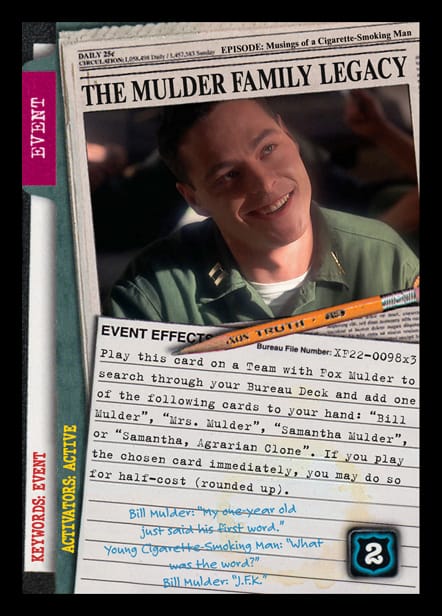 DAILY 25¢
CIRCULATION: 1,058,498 Daily / 1,457,583 Sunday
EPISODE: Musings of a Cigarette-Smoking Man
THE MULDER FAMILY LEGACY
EVENT
TRUTH
EVENT EFFECTS
Bureau File Number: XF22-0098x3
Play this card on a Team with Fox Mulder to
search through your Bureau Deck and add one
of the following cards to your hand: "Bill
Mulder", "Mrs. Mulder", "Samantha Mulder",
or "Samantha, Agrarian Clone". If you play
the chosen card immediately, you may do so
for half-cost (rounded up).
Bill Mulder: "My one year old
just said his first word."
Young Cigarette-Smoking Man: "What
was the word?"
Bill Mulder: "J.F.K."
2
KEYWORDS: EVENT
ACTIVATORS: ACTIVE